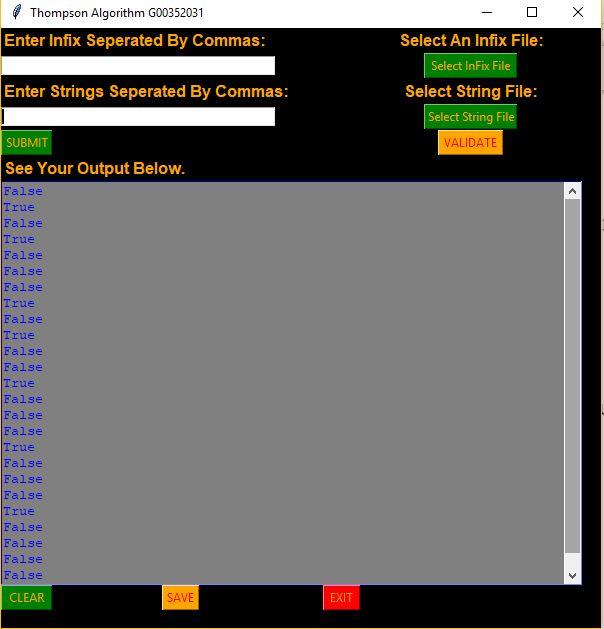 Thompson Algorithm G00352031
Enter Infix Seperated By Commas:
Select An Infix File:
Select InFix File
Enter Strings Seperated By Commas:
Select String File:
Select String File
SUBMIT
VALIDATE
See Your Output Below.
False
True
False
True
False
False
False
True
False
True
False
False
True
False
False
False
True
False
False
False
True
False
False
False
False
CLEAR
SAVE
EXIT